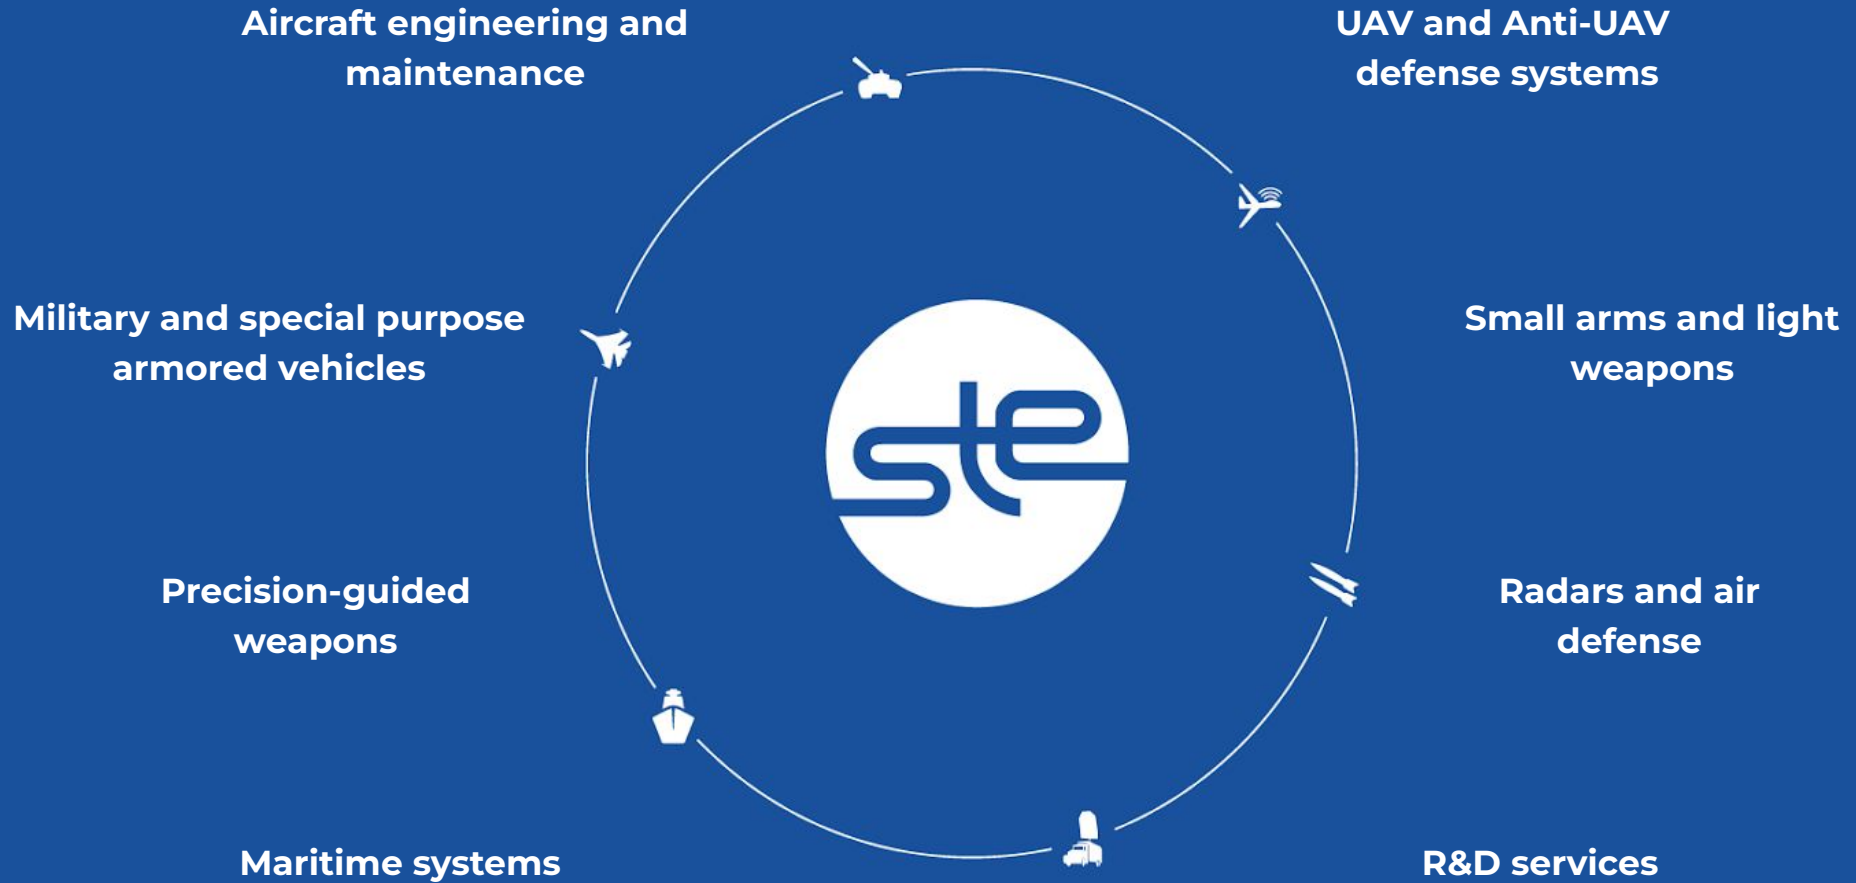 Aircraft engineering and
maintenance
UAV and Anti-UAV
defense systems
Military and special purpose
armored vehicles
Small arms and light
weapons
ste
Precision-guided
weapons
Radars and air
defense
Maritime systems
R&D services